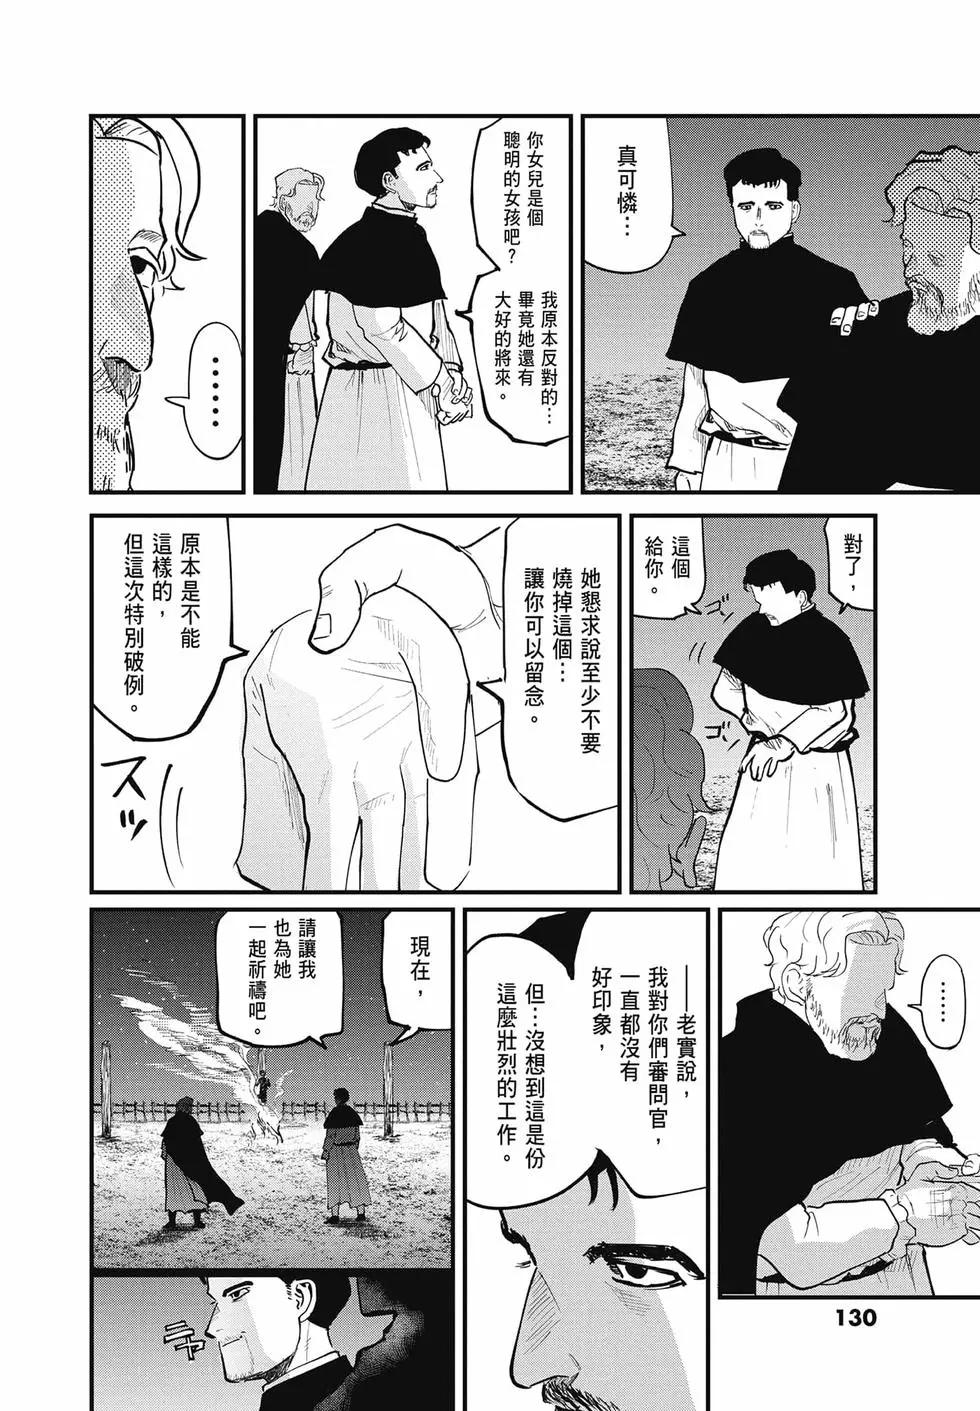 真可憐…
你女兒是個
聰明的女孩吧？
我原本反對的…
畢竟她還有
大好的將來。
……
對了，
這個
給你。
ゴソ
ゴソ
她懇求說至少不要
燒掉這個…
讓你可以留念。
原本是不能
這樣的，
但這次特別破例。
スッ
……
——老實說，
我對你們審問官，
一直都沒有
好印象，
但…沒想到這是份
這麼壯烈的工作。
現在，
請讓我
也為她
一起祈禱吧。
ニヤ
130